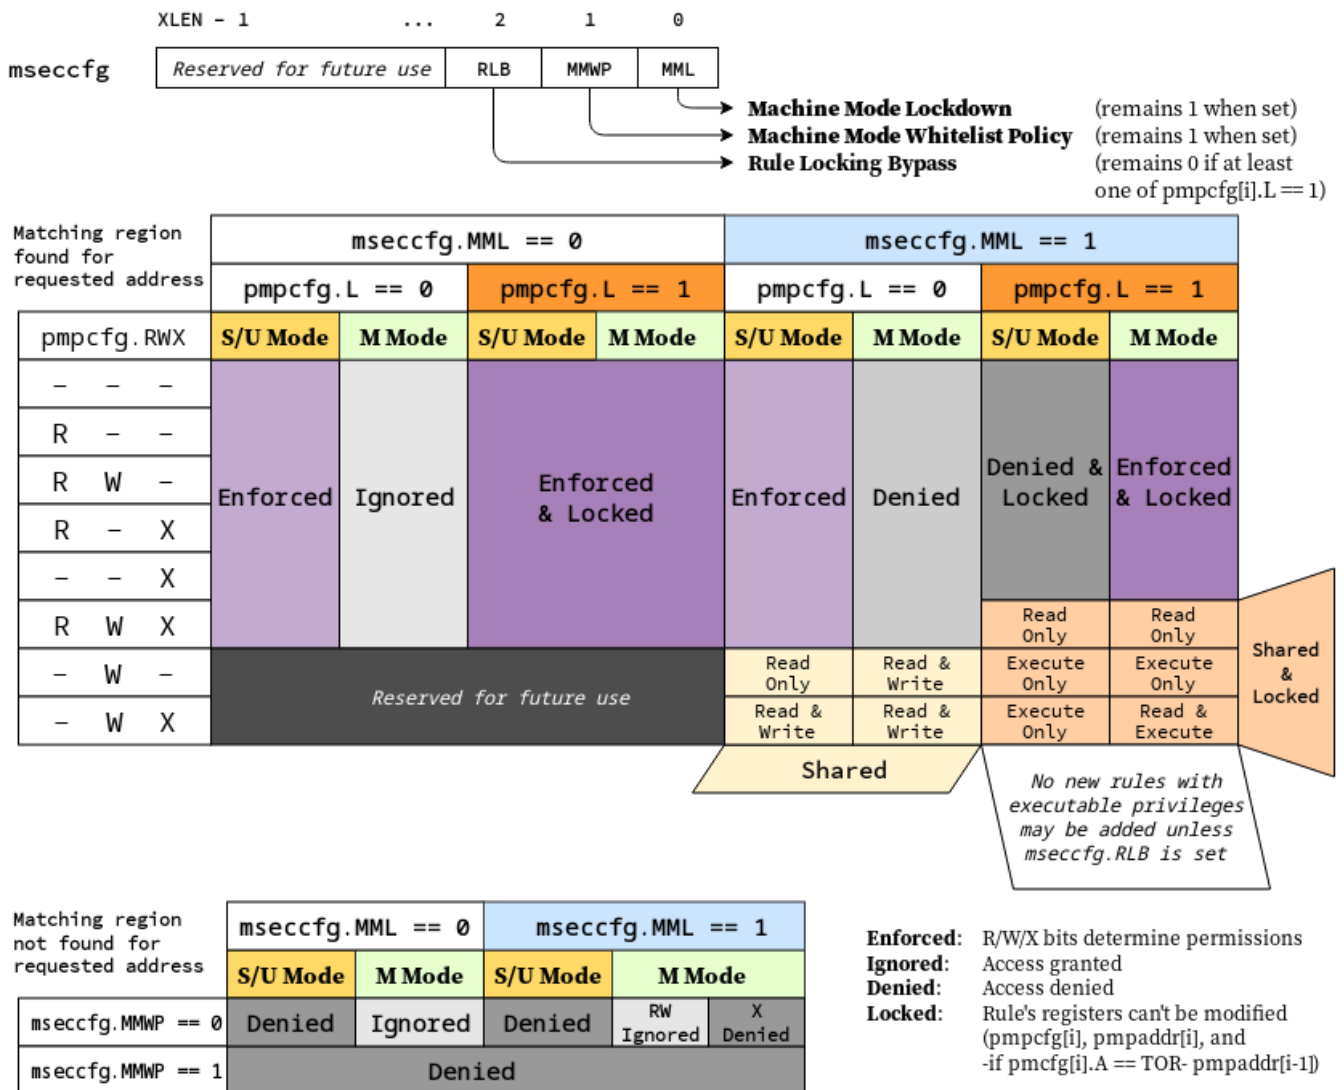 XLEN - 1 ... 2 1 0
mseccfg Reserved for future use RLB MMWP MML
Machine Mode Lockdown (remains 1 when set)
Machine Mode Whitelist Policy (remains 1 when set)
Rule Locking Bypass (remains 0 if at least
one of pmpcfg[i].L == 1)
Matching region
found for
requested address
mseccfg.MML == 0 mseccfg.MML == 1
pmpcfg.L == 0 pmpcfg.L == 1 pmpcfg.L == 0 pmpcfg.L == 1
pmpcfg.RWX S/U Mode M Mode S/U Mode M Mode S/U Mode M Mode S/U Mode M Mode
- - -
R - -
R W -
R - X
- - X
R W X
- W -
- W X
Enforced Ignored Enforced
& Locked
Enforced Denied
Denied &
Locked
Enforced
& Locked
Read
Only
Read
Only
Reserved for future use
Read
Only
Read &
Write
Execute
Only
Execute
Only
Read &
Write
Read &
Write
Execute
Only
Read &
Execute
Shared
&
Locked
Shared
No new rules with
executable privileges
may be added unless
mseccfg.RLB is set
Matching region
not found for
requested address
mseccfg.MML == 0 mseccfg.MML == 1
S/U Mode M Mode S/U Mode M Mode
mseccfg.MMWP == 0 Denied Ignored Denied
RW
Ignored
X
Denied
mseccfg.MMWP == 1 Denied
Enforced: R/W/X bits determine permissions
Ignored: Access granted
Denied: Access denied
Locked: Rule's registers can't be modified
(pmpcfg[i], pmpaddr[i], and
-if pmcfg[i].A == TOR- pmpaddr[i-1])